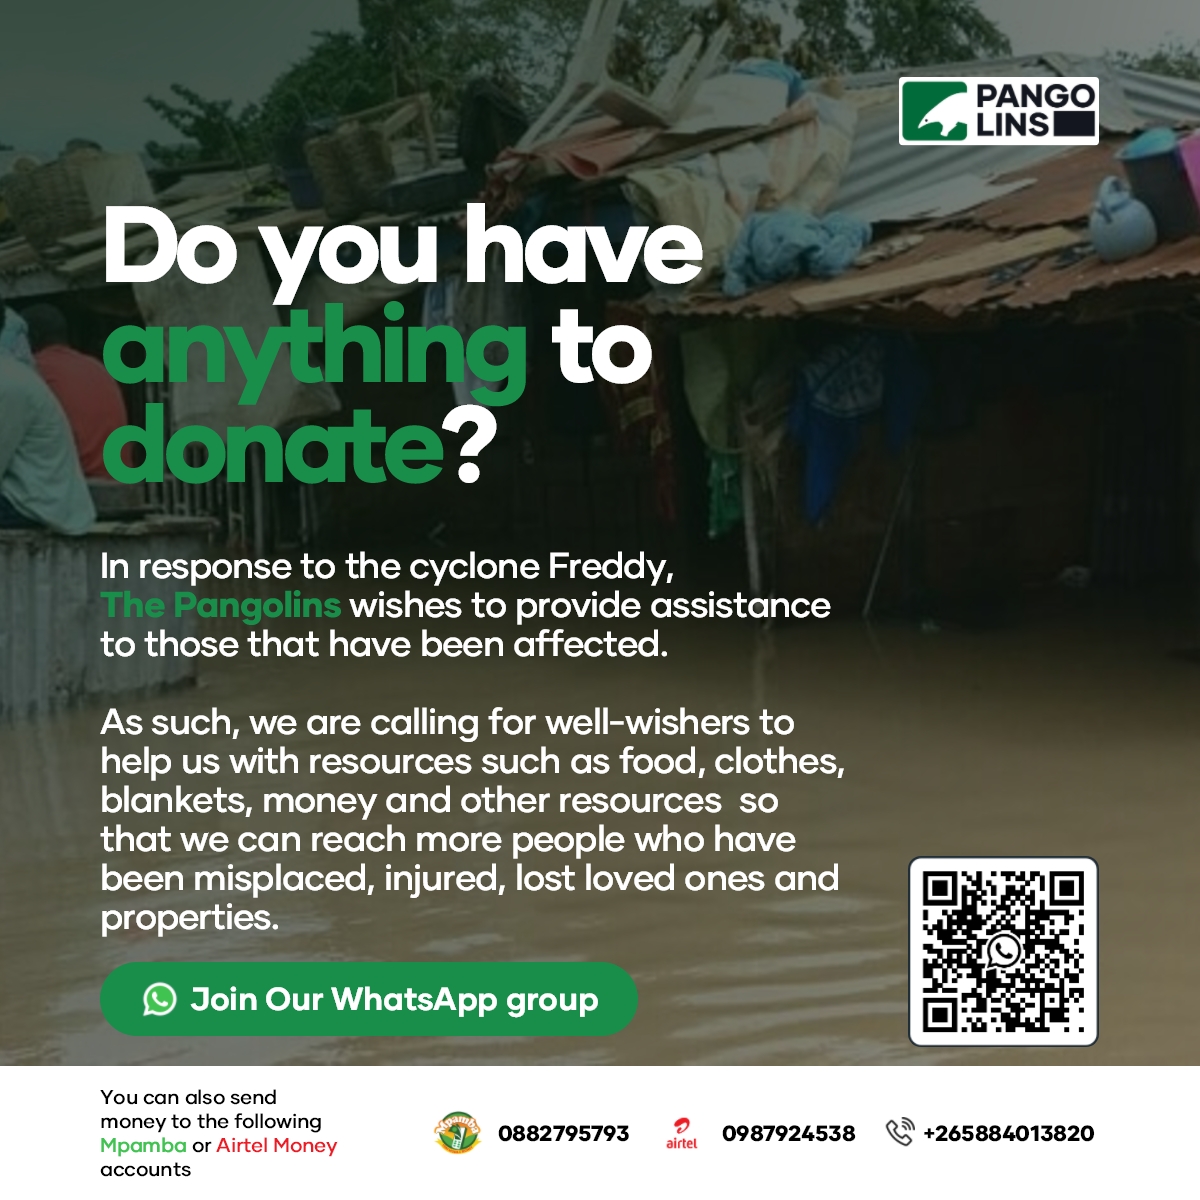 PANGO
LINS
Do you have
anything to
donate?
In response to the cyclone Freddy,
The Pangolins wishes to provide assistance
to those that have been affected.
As such, we are calling for well-wishers to
help us with resources such as food, clothes,
blankets, money and other resources  so
that we can reach more people who have
been misplaced, injured, lost loved ones and
properties.
Join Our WhatsApp group
You can also send
money to the following
Mpamba or Airtel Money
accounts
Mpamba
0882795793
airtel
0987924538
+265884013820